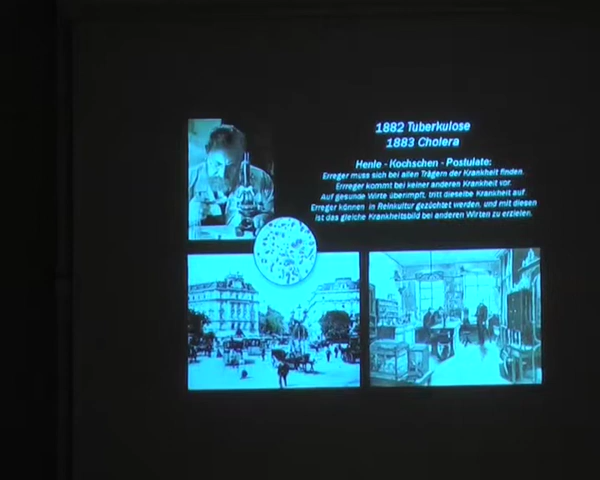 1882 Tuberkulose
1883 Cholera
Henle - Kochschen - Postulate:
Erreger muss sich bei allen Trägern der Krankheit finden.
Erreger kommt bei keiner anderen Krankheit vor.
Auf gesunde Wirte überimpft, tritt dieselbe Krankheit auf.
Erreger können in Reinkultur gezüchtet werden, und mit diesen
ist das gleiche Krankheitsbild bei anderen Wirten zu erzielen.